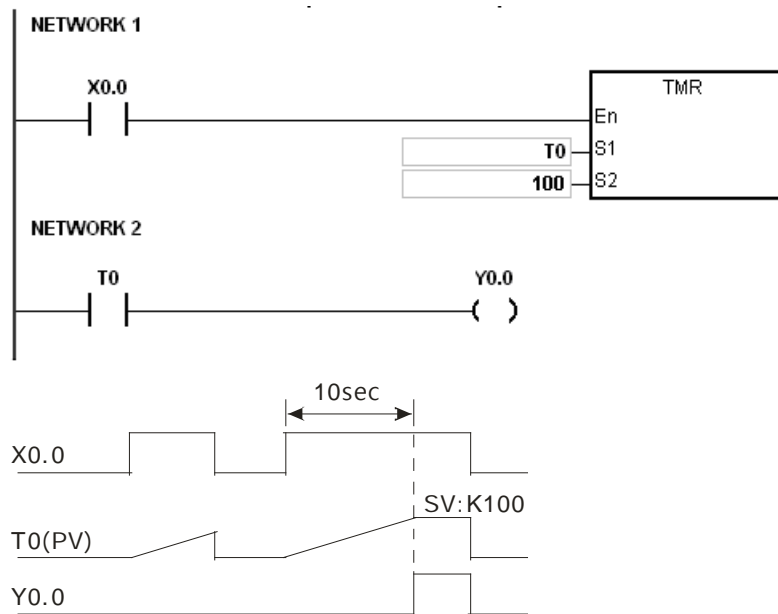 NETWORK 1
X0.0
TMR
En
T0 S1
100 S2
NETWORK 2
T0 Y0.0
10sec
X0.0
SV:K100
T0(PV)
Y0.0